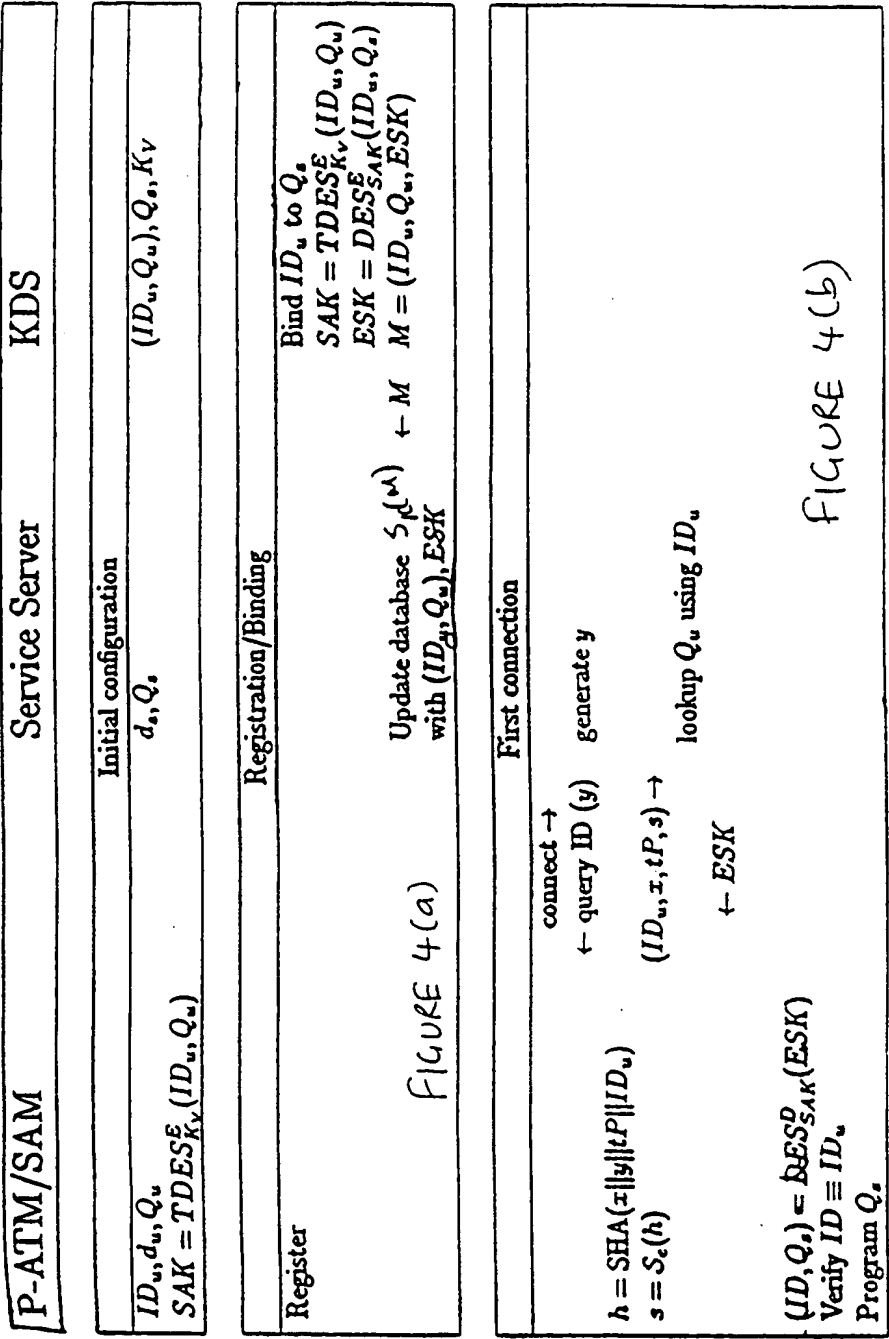 P-ATM/SAM Service Server KDS
Initial configuration
ID_u, d_u, Q_u d_s, Q_s (ID_u, Q_u), Q_s, K_V
SAK = TDES^E_{K_V}(ID_u, Q_u)
Registration/Binding
Register Bind ID_u to Q_s
SAK = TDES^E_{K_V}(ID_u, Q_u)
ESK = DES^E_{SAK}(ID_u, Q_s)
Update database S_k(M) ← M M = (ID_u, Q_u, ESK)
with (ID_u, Q_u), ESK
FIGURE 4(a)
First connection
connect →
← query ID (y) generate y
h = SHA(x||y||tP||ID_u)
s = S_e(h) (ID_u, x, tP, s) →
lookup Q_u using ID_u
← ESK
(ID, Q_s) = DES^D_{SAK}(ESK)
Verify ID ≡ ID_u
Program Q_s
FIGURE 4(b)